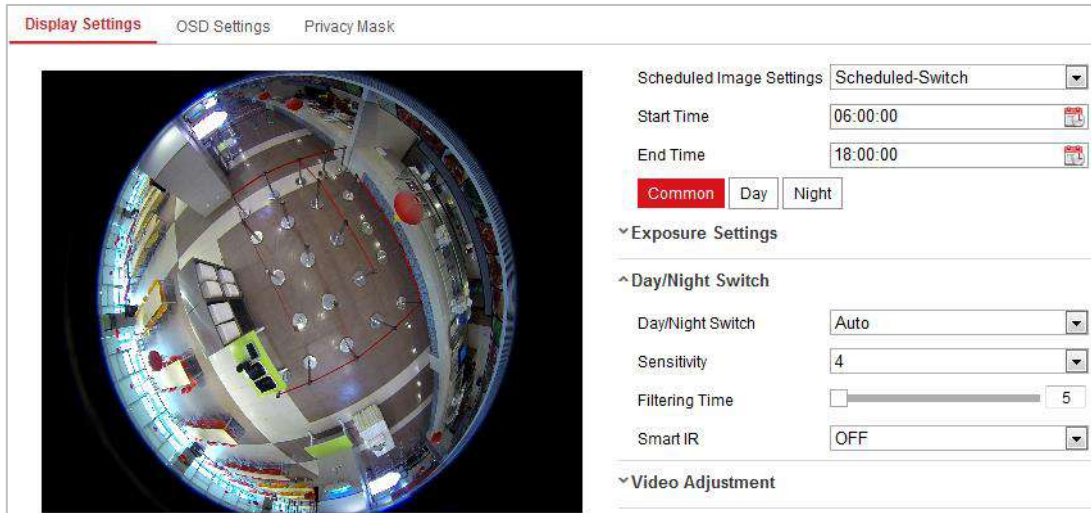 Display Settings OSD Settings Privacy Mask
Scheduled Image Settings Scheduled-Switch
Start Time 06:00:00
End Time 18:00:00
Common Day Night
Exposure Settings
Day/Night Switch
Day/Night Switch Auto
Sensitivity 4
Filtering Time 5
Smart IR OFF
Video Adjustment